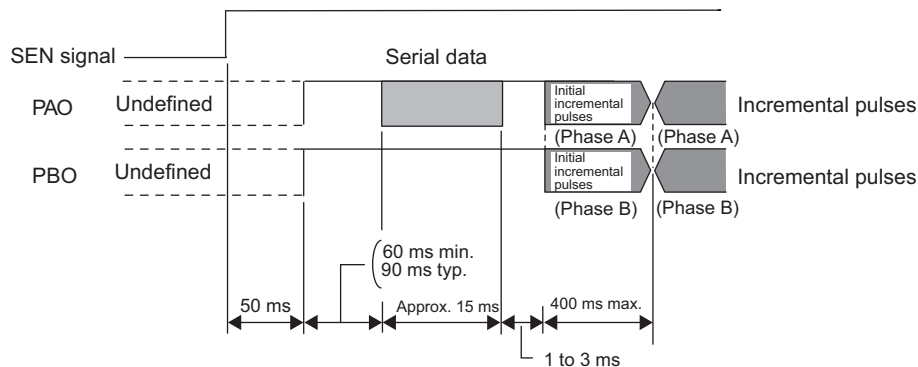 SEN signal
Serial data
PAO
Undefined
Initial
incremental
pulses
Incremental pulses
(Phase A)
(Phase A)
PBO
Undefined
Initial
incremental
pulses
Incremental pulses
(Phase B)
(Phase B)
60 ms min.
90 ms typ.
50 ms
Approx. 15 ms
400 ms max.
1 to 3 ms